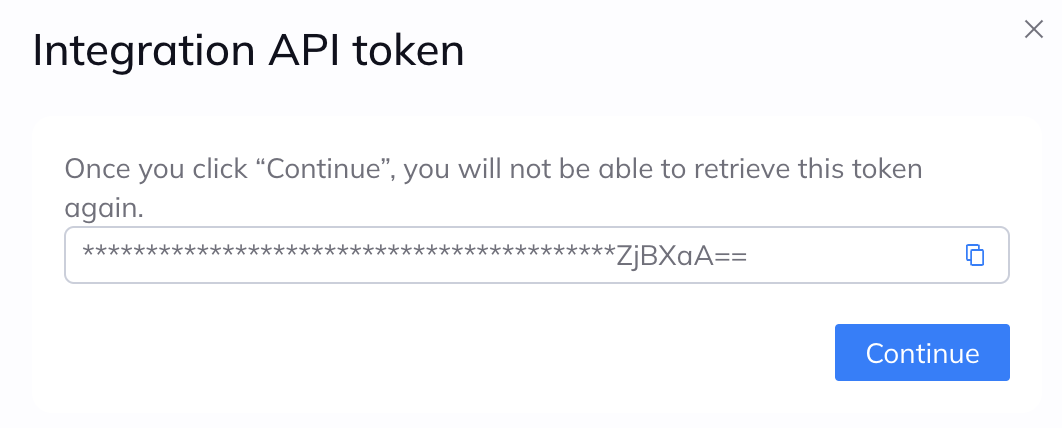 Integration API token
Once you click “Continue”, you will not be able to retrieve this token
again.
******************************************ZjBXaA==
Continue